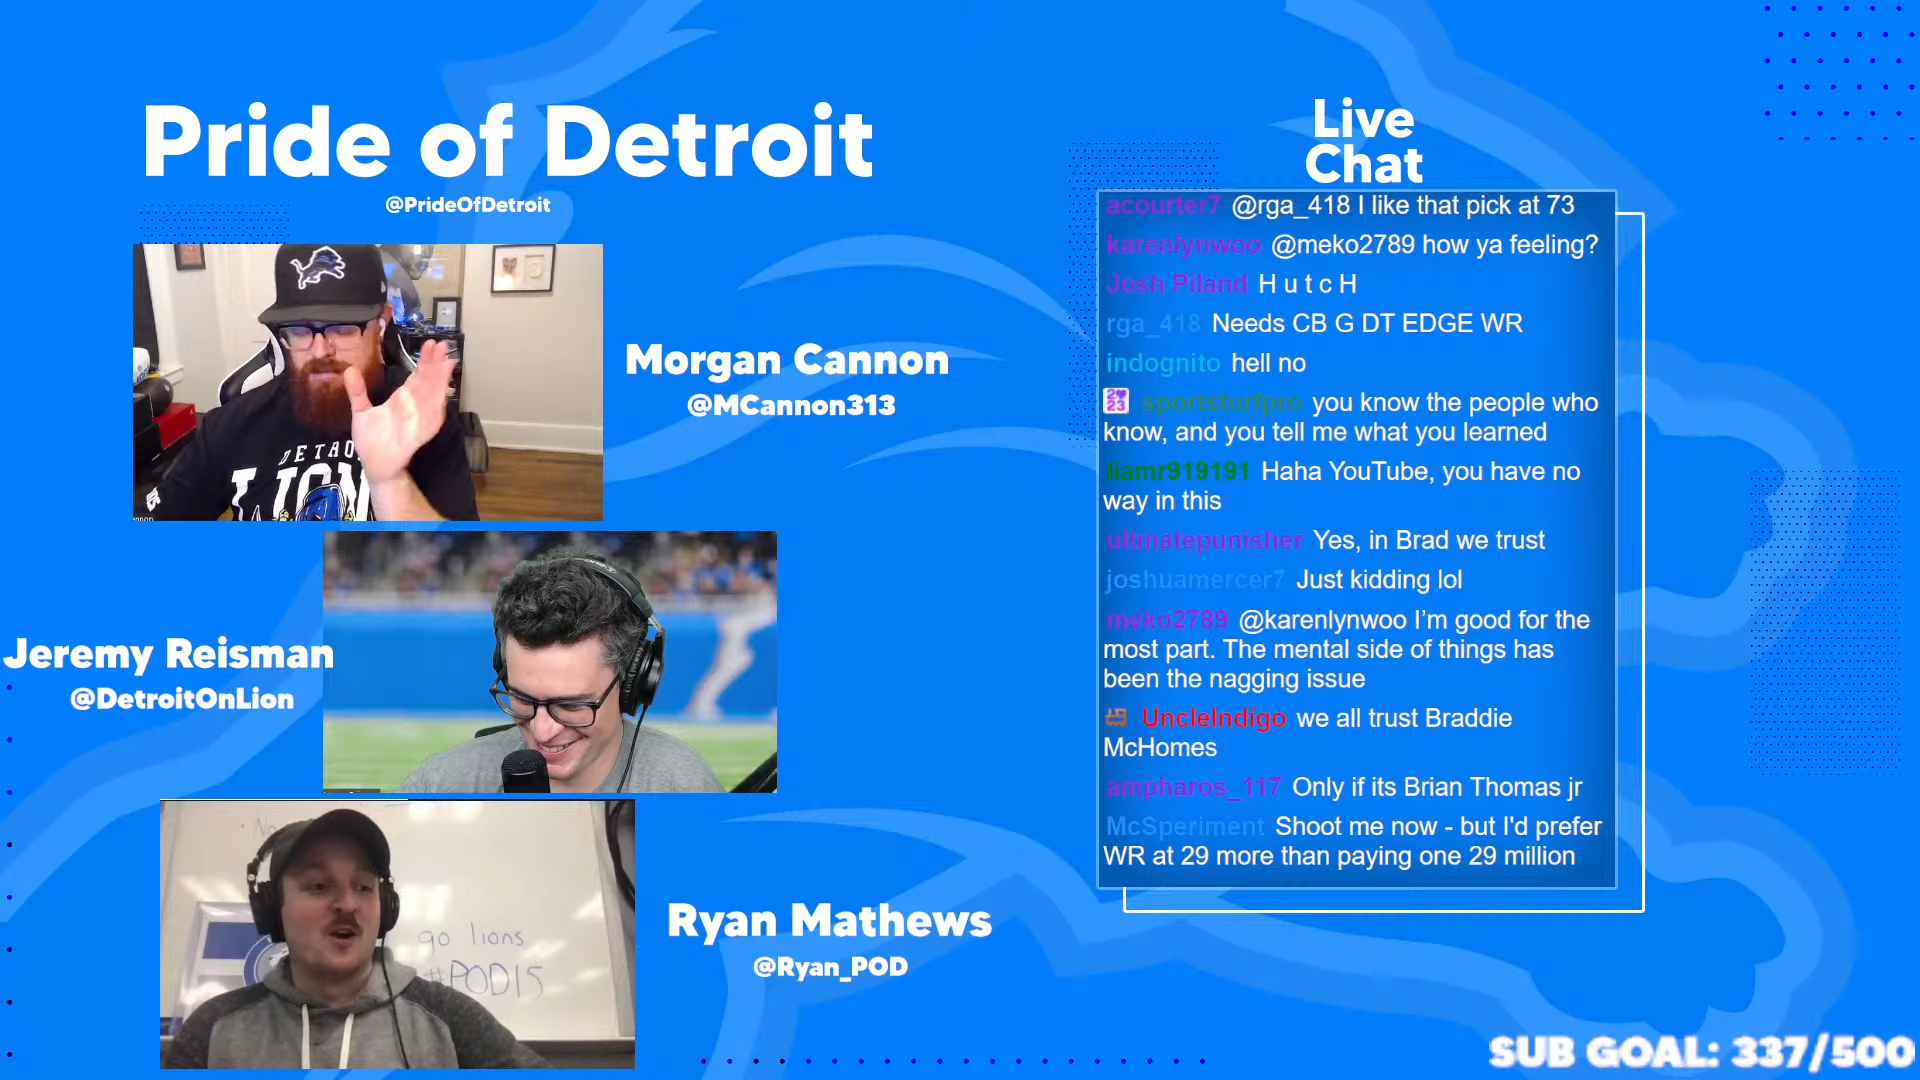 Pride of Detroit
@PrideOfDetroit
Morgan Cannon
@MCannon313
DETRO
LION
Jeremy Reisman
@DetroitOnLion
No
go lions
#POD15
Ryan Mathews
@Ryan_POD
Live
Chat
acourter7 @rga_418 I like that pick at 73
karenlynwoo @meko2789 how ya feeling?
Josh Piland H u t c H
rga_418 Needs CB G DT EDGE WR
indognito hell no
sportsturfpro you know the people who
know, and you tell me what you learned
liamr919191 Haha YouTube, you have no
way in this
ultmatepunisher Yes, in Brad we trust
joshuamercer7 Just kidding lol
meko2789 @karenlynwoo I’m good for the
most part. The mental side of things has
been the nagging issue
UncleIndigo we all trust Braddie
McHomes
ampharos_117 Only if its Brian Thomas jr
McSperiment Shoot me now - but I'd prefer
WR at 29 more than paying one 29 million
SUB GOAL: 337/500